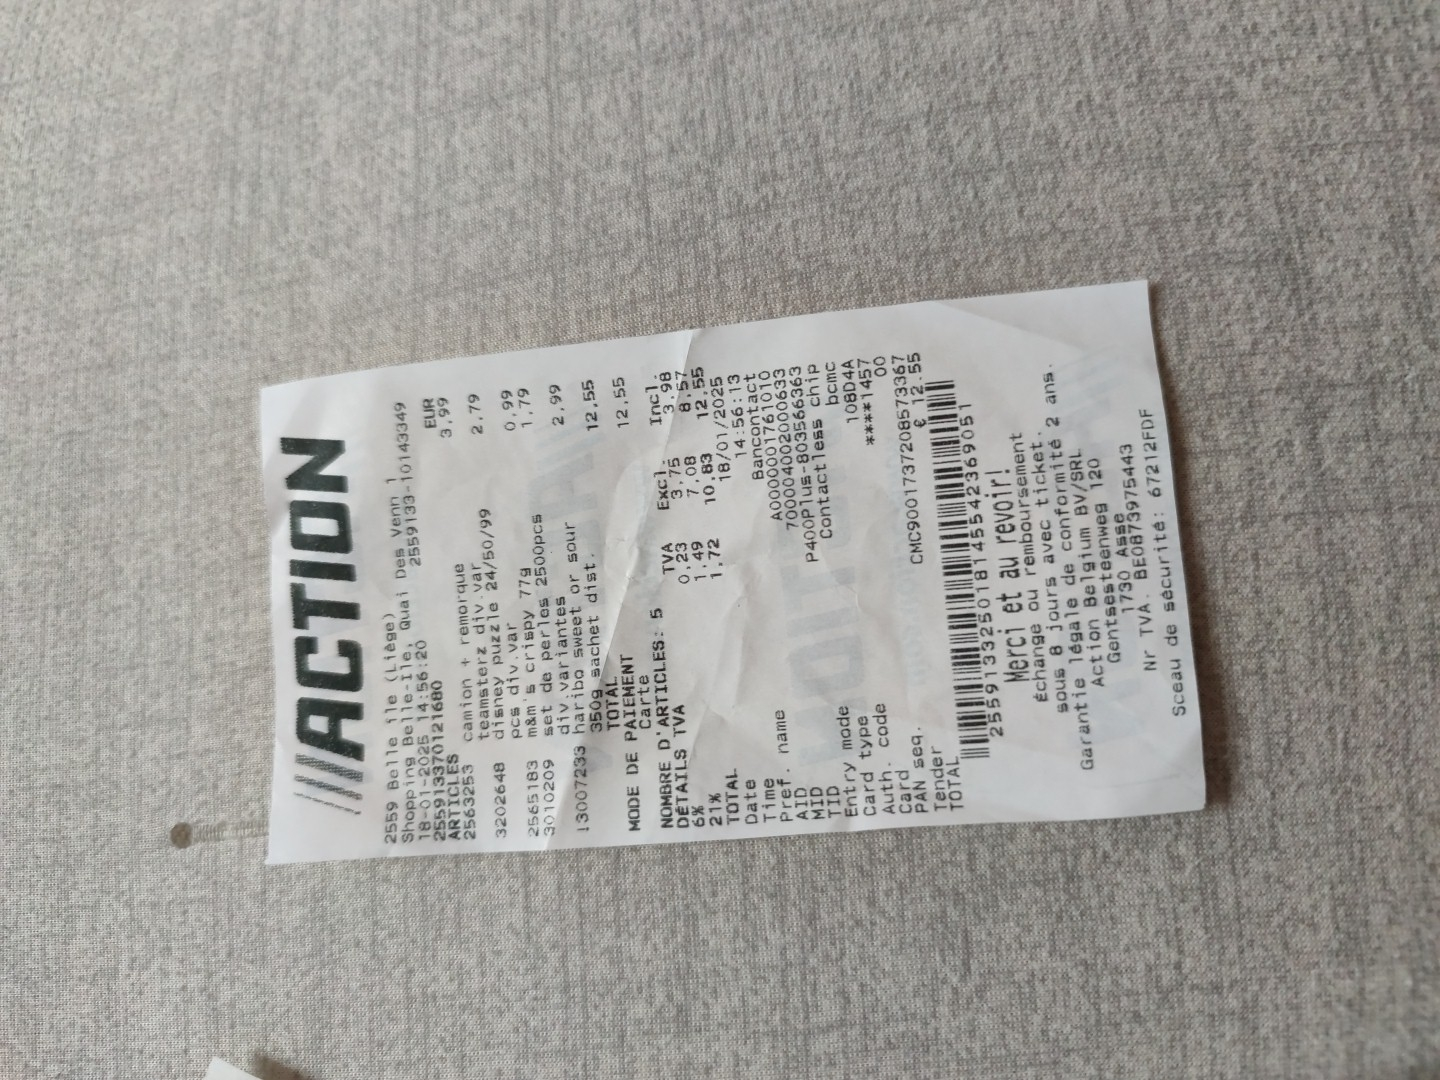 ACTION
2559 Belle île (Liège)
Shopping Belle-Ile, Quai Des Venn 1
18-01-2025 14:56:20 2559133-10143349
2559133701211680
ARTICLES EUR
2563253 camion + remorque 3,99
teamsterz div.var
3202648 disney puzzle 24/50/99 2,79
pcs div.var
2565183 m&m s crispy 77g 0,99
3010209 set de perles 2500pcs 1,79
div.variantes
13007233 haribo sweet or sour 2,99
350g sachet dist.
TOTAL 12,55
MODE DE PAIEMENT
Carte 12,55
NOMBRE D'ARTICLES: 5
DÉTAILS TVA TVA Excl. Incl.
6% 0,23 3,75 3,98
21% 1,49 7,08 8,57
TOTAL 1,72 10,83 12,55
Date 18/01/2025
Time 14:56:13
Pref. name Bancontact
AID A0000001761010
MID 700004002000633
TID P400Plus-803566363
Entry mode Contactless chip
Card type bcmc
Auth. code 108D4A
Card ****1457
PAN seq. 00
Tender CMC9001737208573367
TOTAL € 12.55
255913325018145542369051
Merci et au revoir!
Échange ou remboursement
sous 8 jours avec ticket.
Garantie légale de conformité 2 ans.
Action Belgium BV/SRL
Gentsesteenweg 120
1730 Asse
Nr TVA. BE0873975443
Sceau de sécurité: 67212FDF